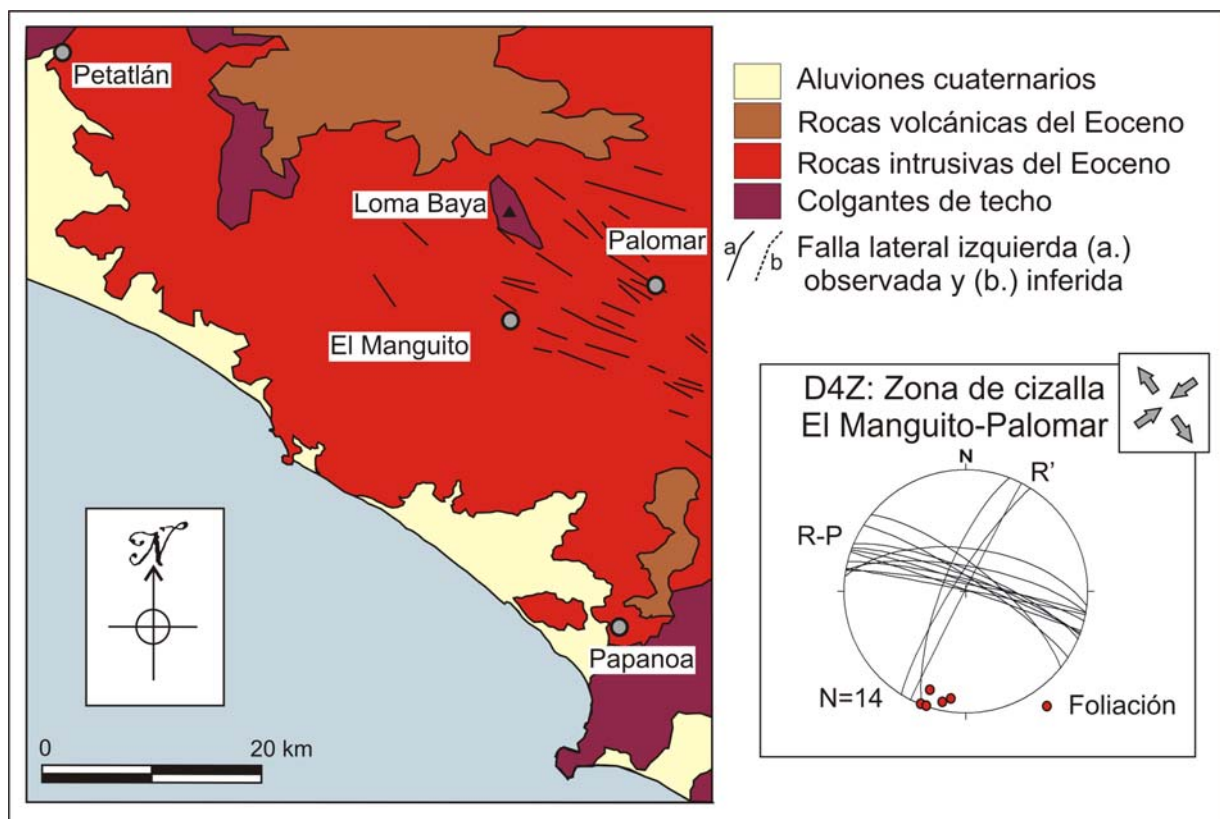 Petatlán
Loma Baya
Palomar
El Manguito
Papanoa
N
0 20 km
Aluviones cuaternarios
Rocas volcánicas del Eoceno
Rocas intrusivas del Eoceno
Colgantes de techo
a
b
Falla lateral izquierda (a.)
observada y (b.) inferida
D4Z: Zona de cizalla
El Manguito-Palomar
N
R'
R-P
N=14
Foliación